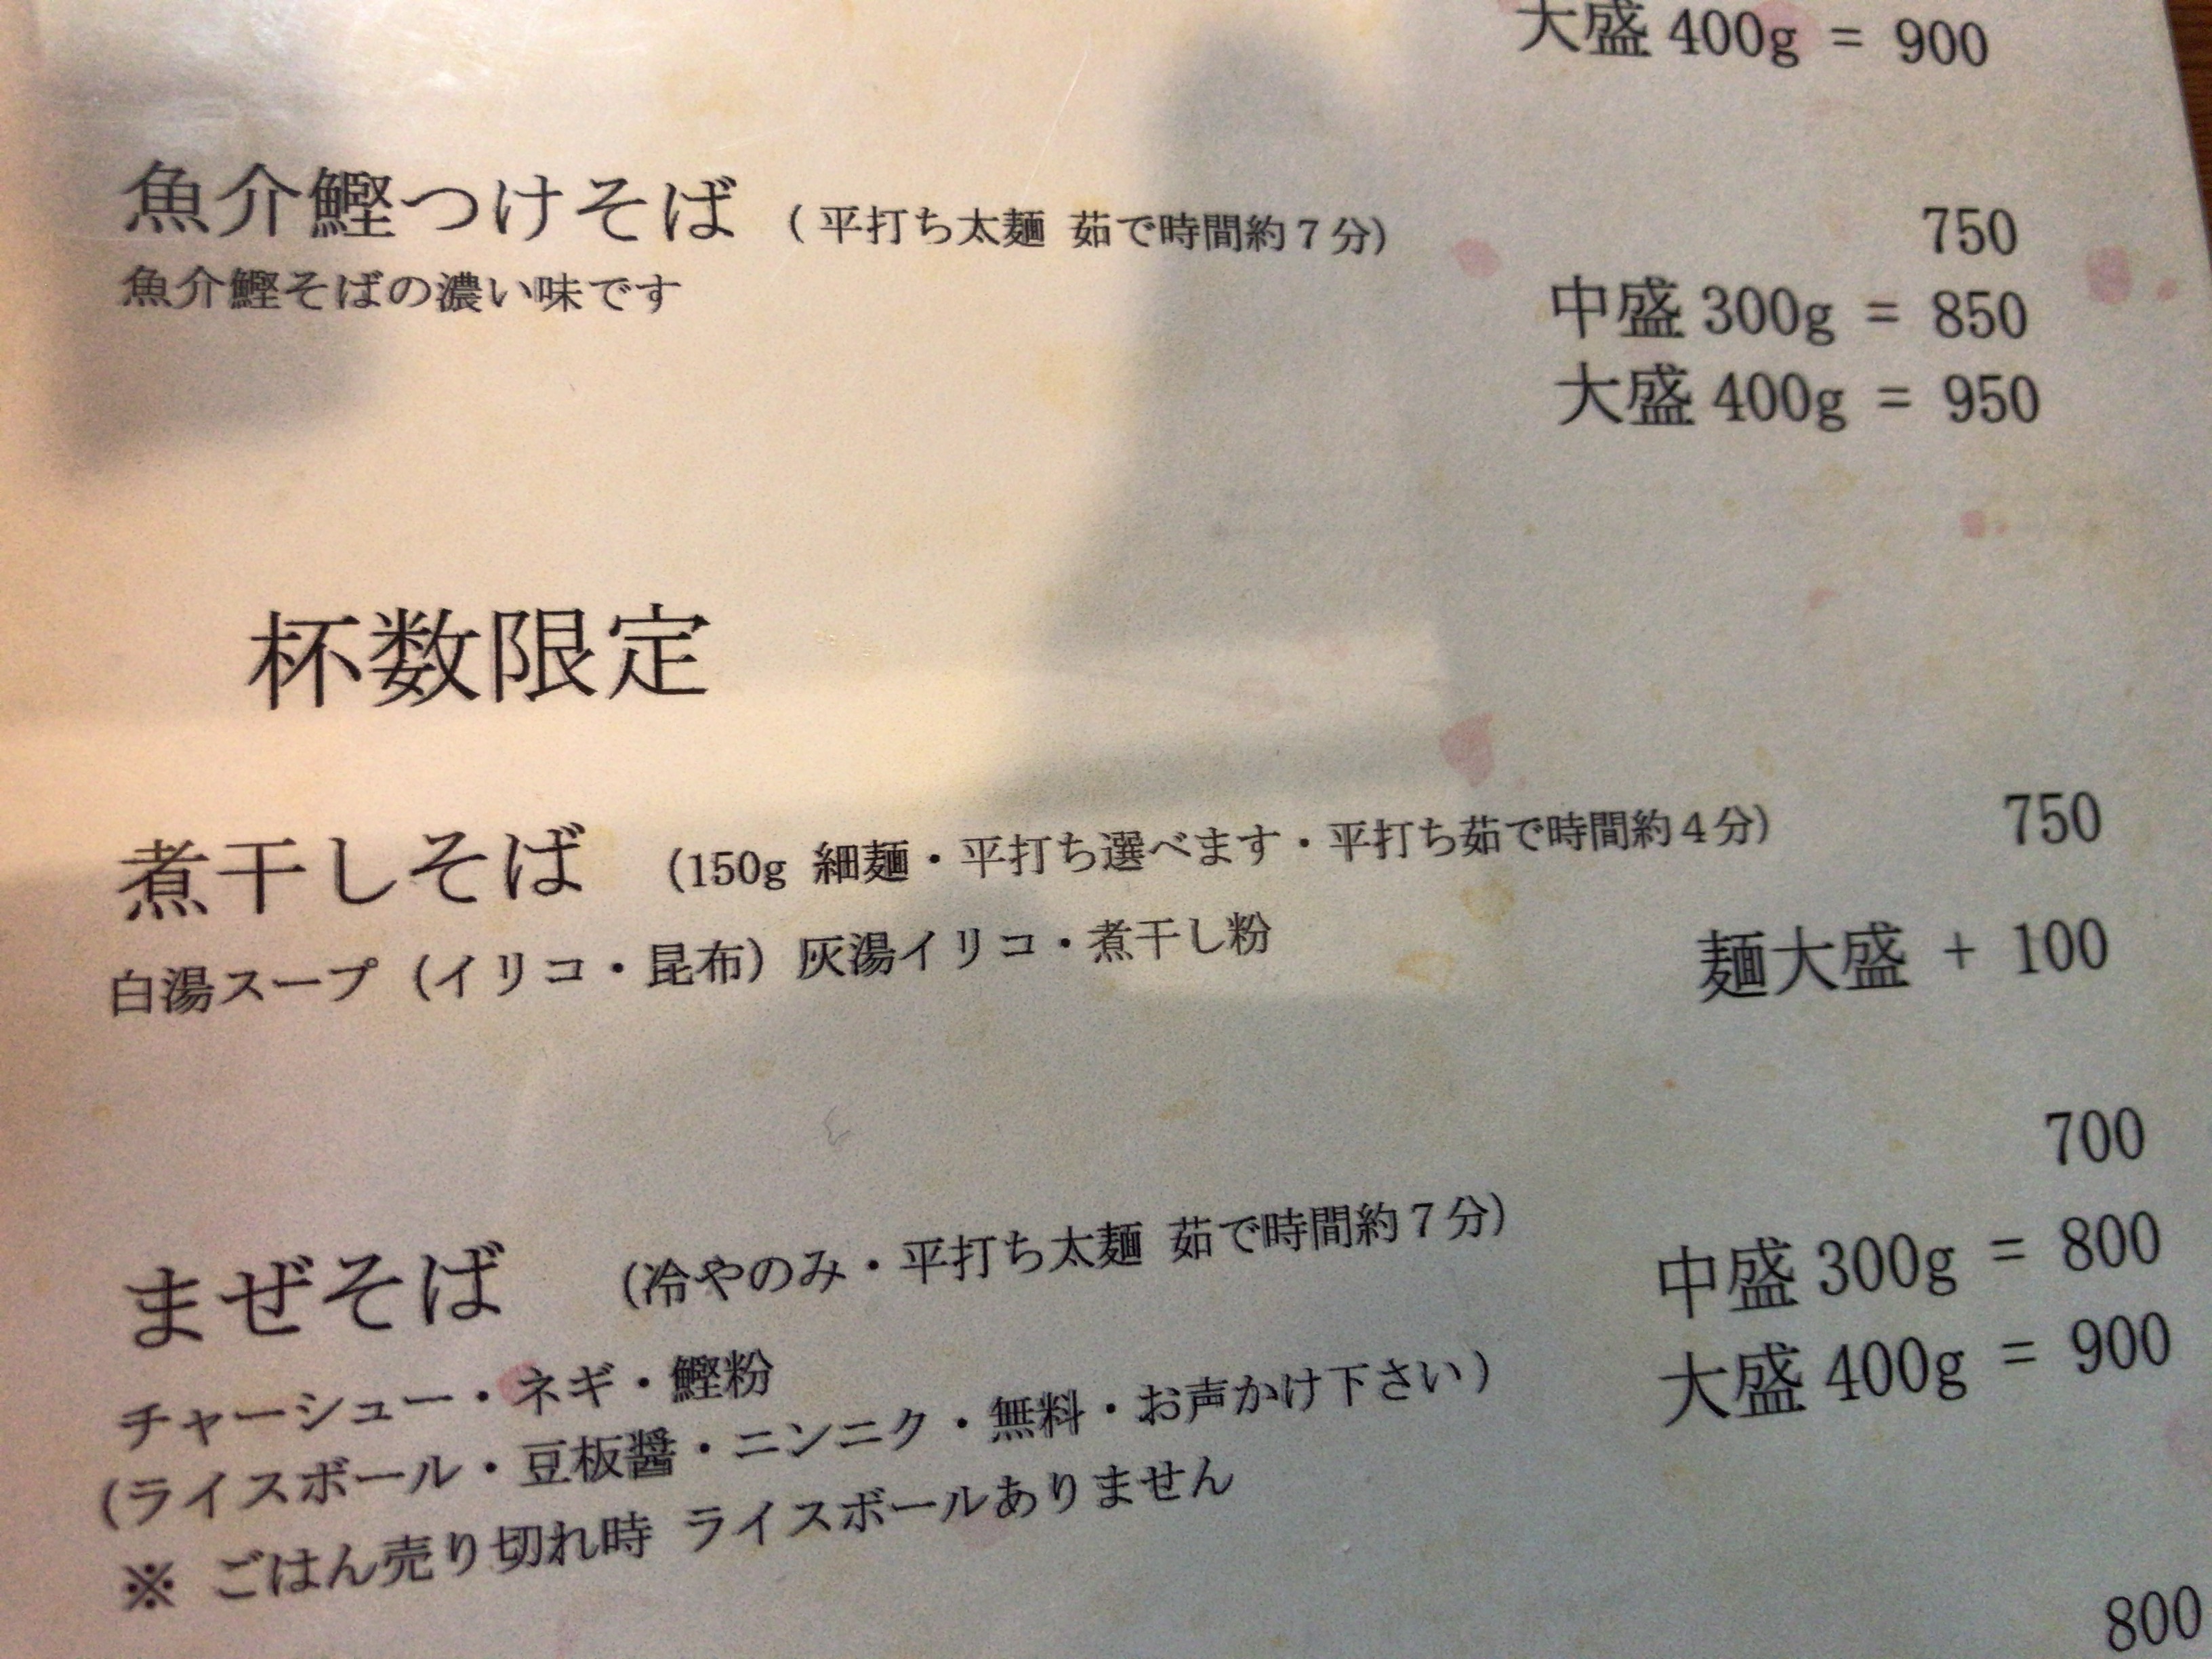 大盛 400g = 900
魚介鰹つけそば （平打ち太麺 茹で時間約７分） 750
魚介鰹そばの濃い味です
中盛 300g = 850
大盛 400g = 950
杯数限定
煮干しそば （150g 細麺・平打ち選べます・平打ち茹で時間約４分） 750
白湯スープ（イリコ・昆布）灰湯イリコ・煮干し粉
麺大盛 + 100
まぜそば （冷やのみ・平打ち太麺 茹で時間約７分） 700
中盛 300g = 800
大盛 400g = 900
チャーシュー・ネギ・鰹粉
（ライスボール・豆板醤・ニンニク・無料・お声かけ下さい）
※ ごはん売り切れ時 ライスボールありません
800